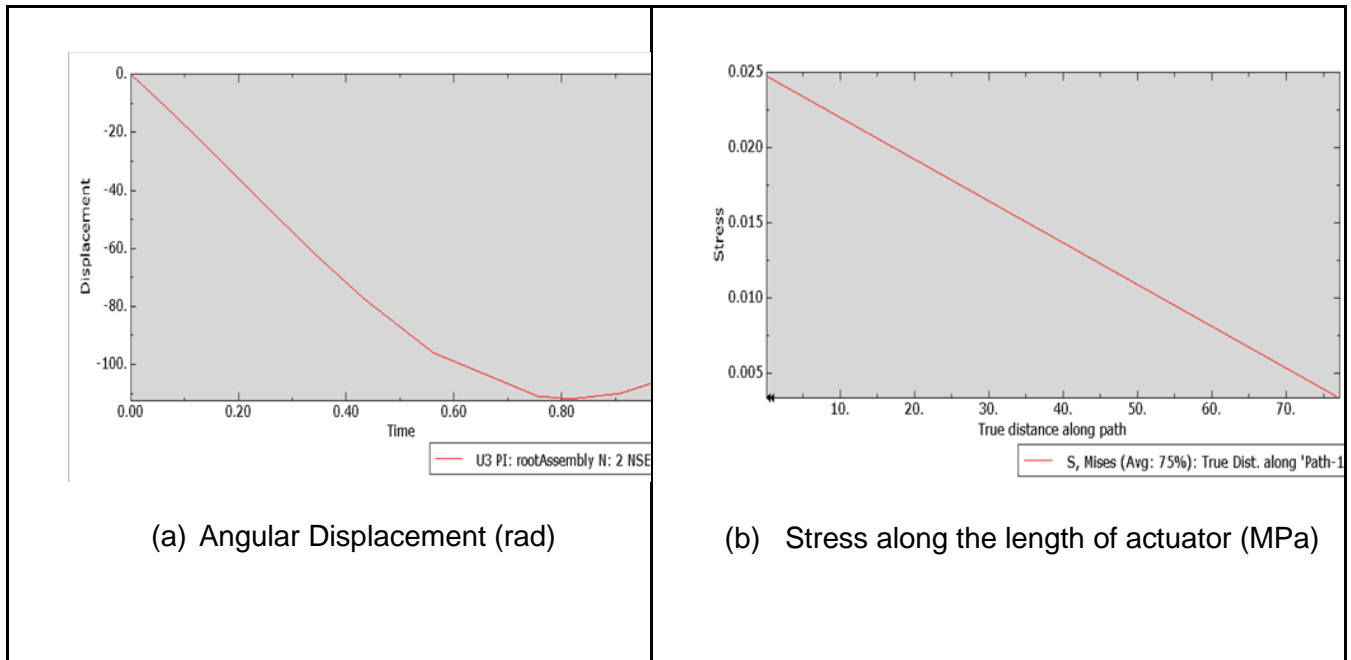 0.
-20.
-40.
-60.
-80.
-100.
Displacement
0.00 0.20 0.40 0.60 0.80
Time
U3 PI: rootAssembly N: 2 NSE
(a) Angular Displacement (rad)
0.025
0.020
0.015
0.010
0.005
Stress
10. 20. 30. 40. 50. 60. 70.
True distance along path
S, Mises (Avg: 75%): True Dist. along 'Path-1
(b) Stress along the length of actuator (MPa)